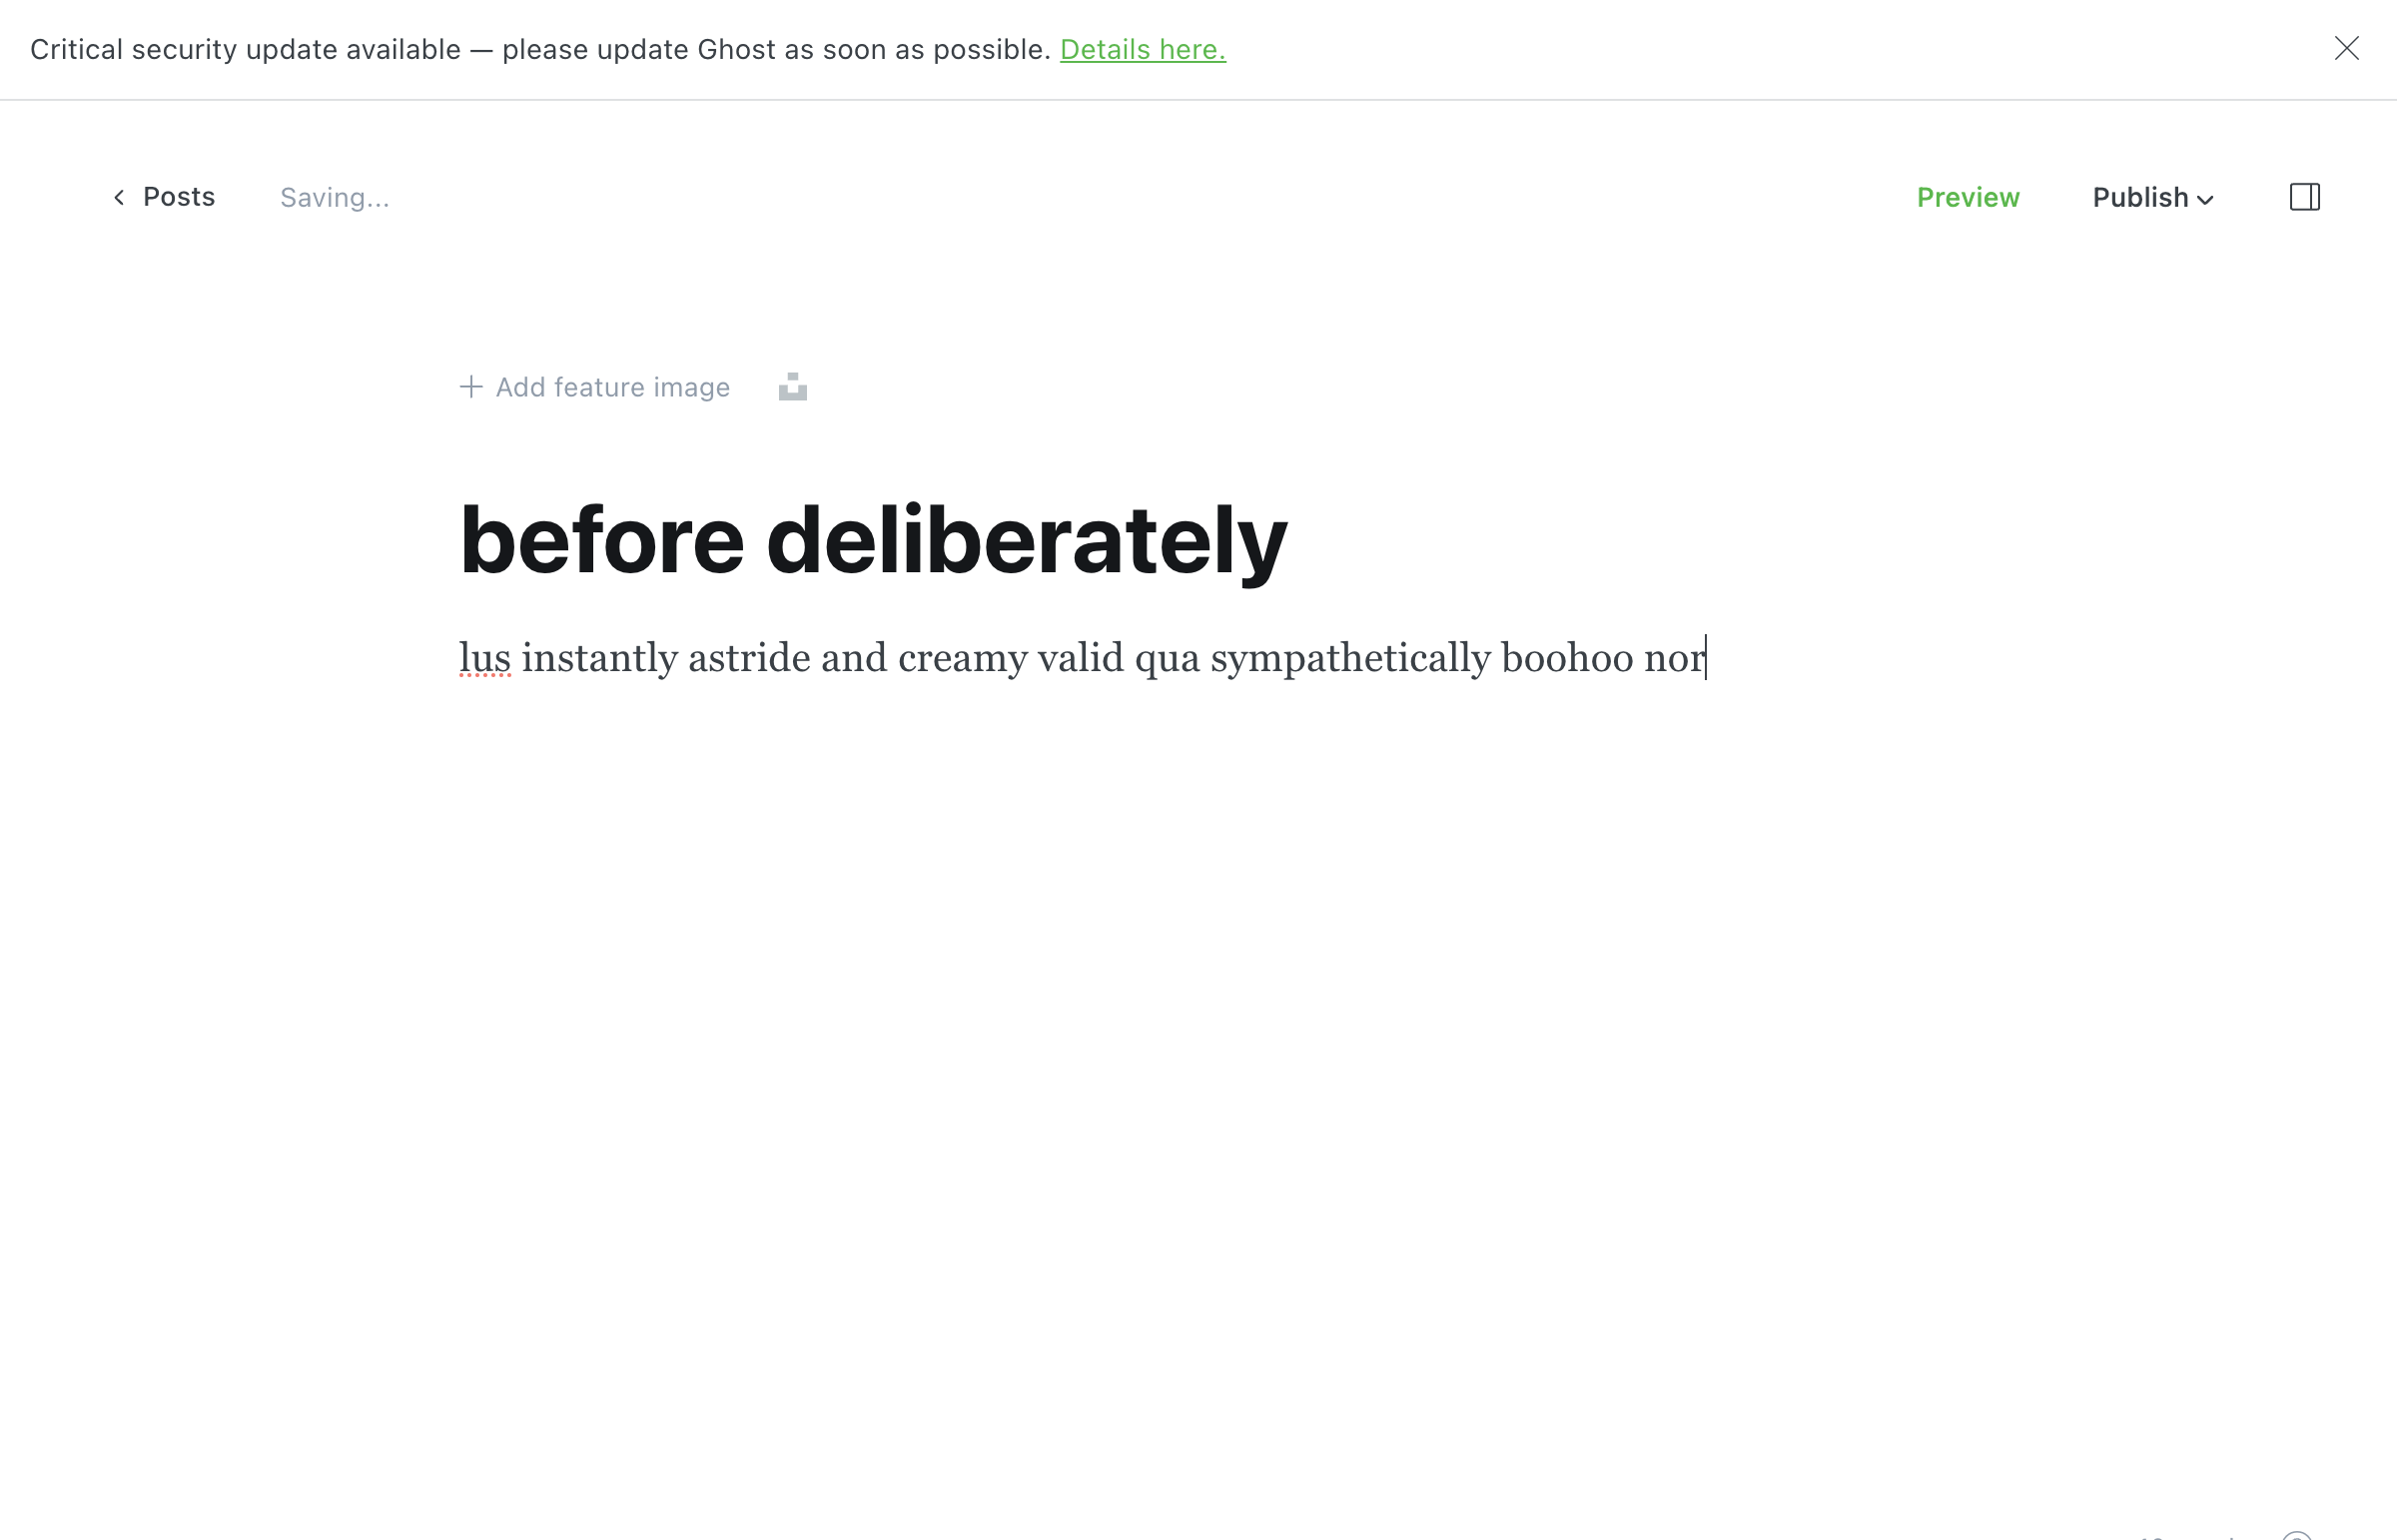 Critical security update available — please update Ghost as soon as possible. Details here.
Posts Saving... Preview Publish
Add feature image
before deliberately
lus instantly astride and creamy valid qua sympathetically boohoo nor